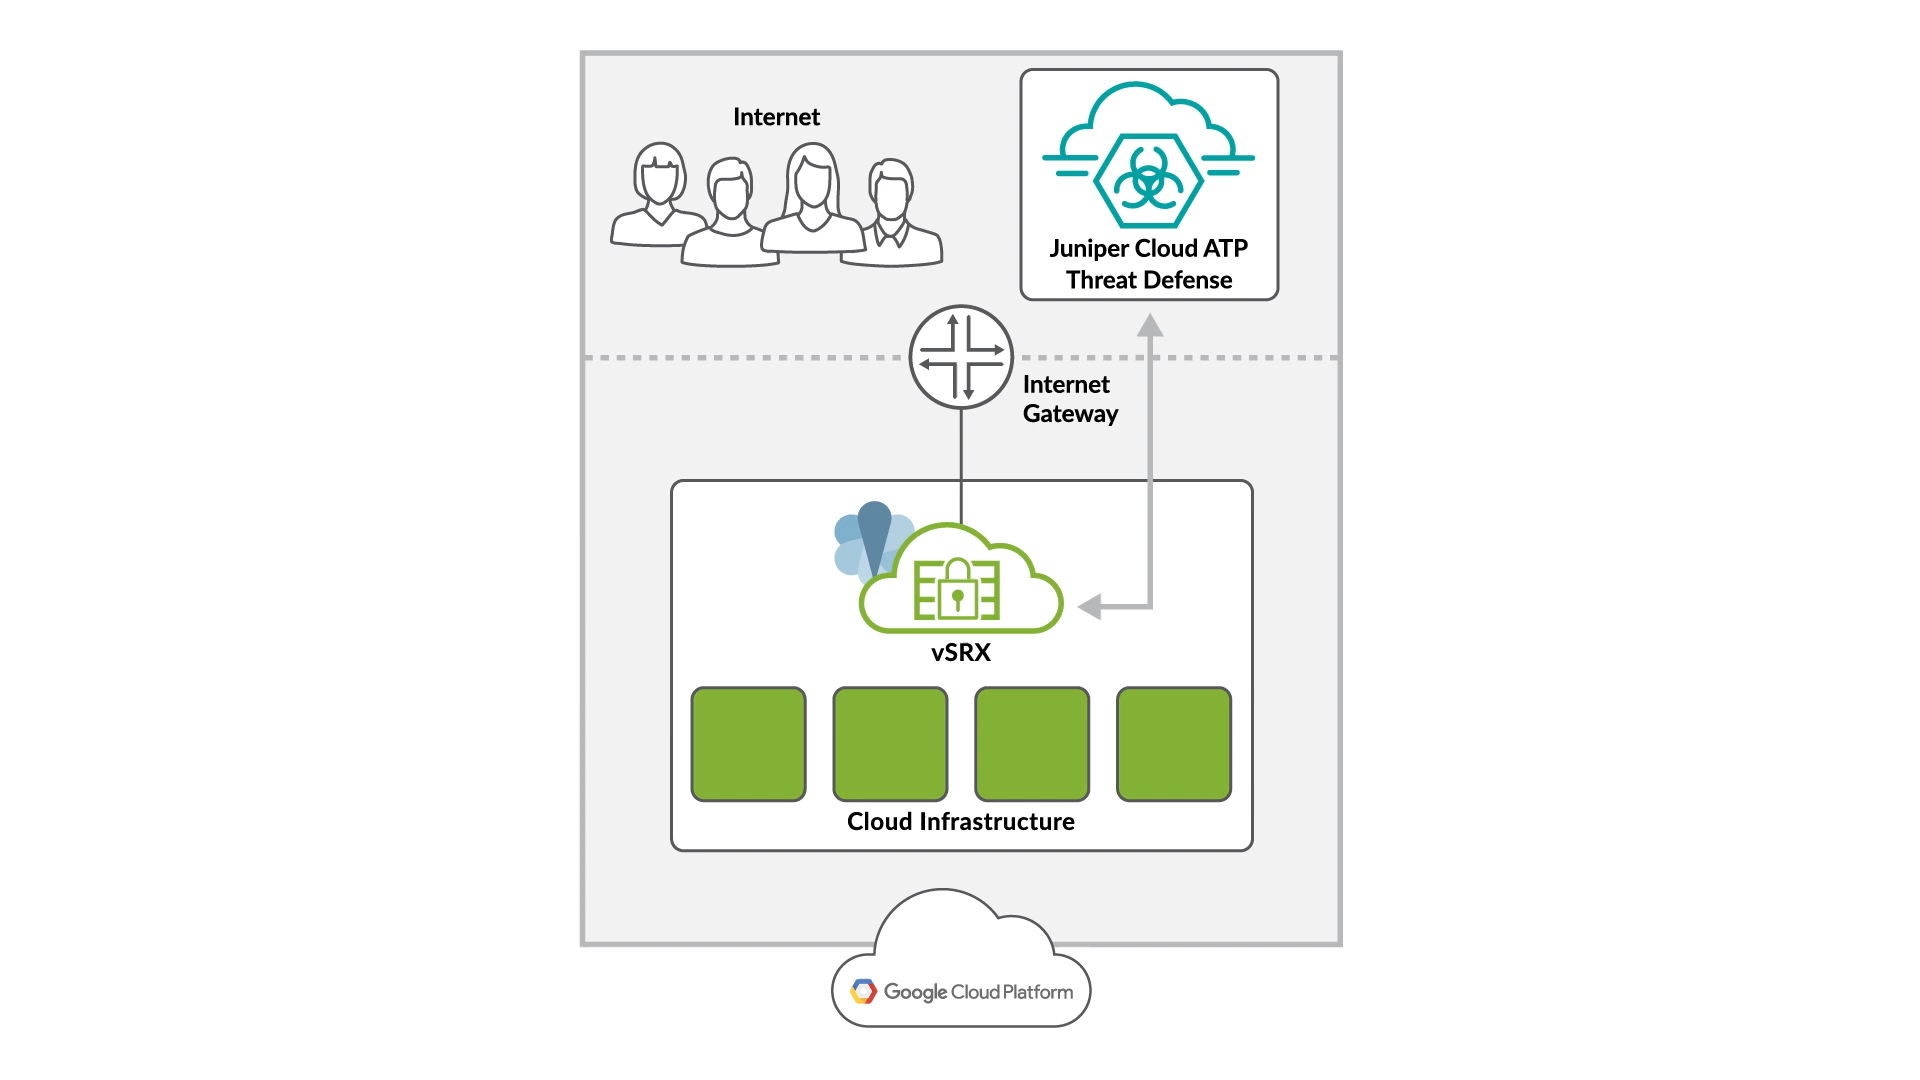 Internet
Juniper Cloud ATP
Threat Defense
Internet
Gateway
vSRX
Cloud Infrastructure
Google Cloud Platform